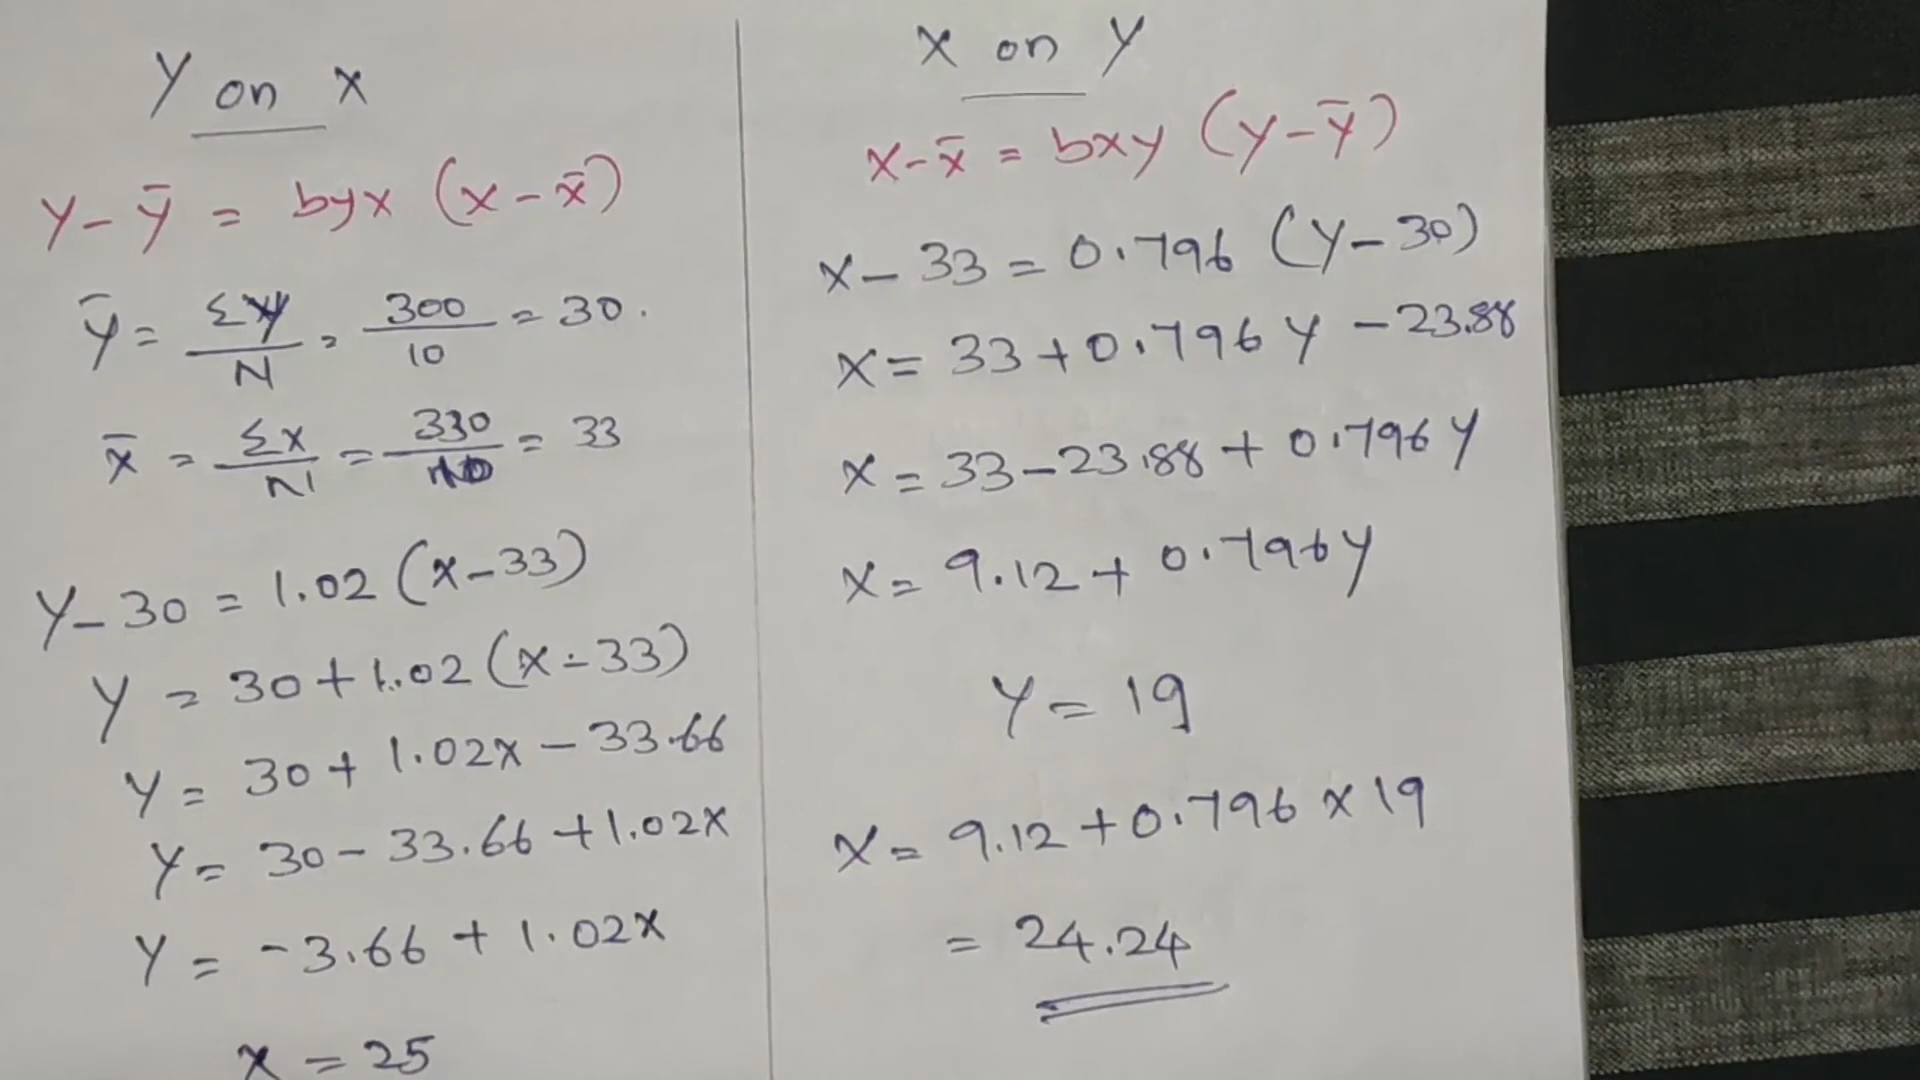 Y on X
Y - ȳ = byx (x - x̄)
ȳ = ΣY/N = 300/10 = 30.
x̄ = ΣX/N = 330/10 = 33
Y - 30 = 1.02 (x - 33)
Y = 30 + 1.02 (x - 33)
Y = 30 + 1.02x - 33.66
Y = 30 - 33.66 + 1.02x
Y = -3.66 + 1.02x
x = 25
X on Y
x - x̄ = bxy (y - ȳ)
x - 33 = 0.796 (Y - 30)
x = 33 + 0.796 Y - 23.88
x = 33 - 23.88 + 0.796 Y
x = 9.12 + 0.796Y
Y = 19
x = 9.12 + 0.796 x 19
= 24.24